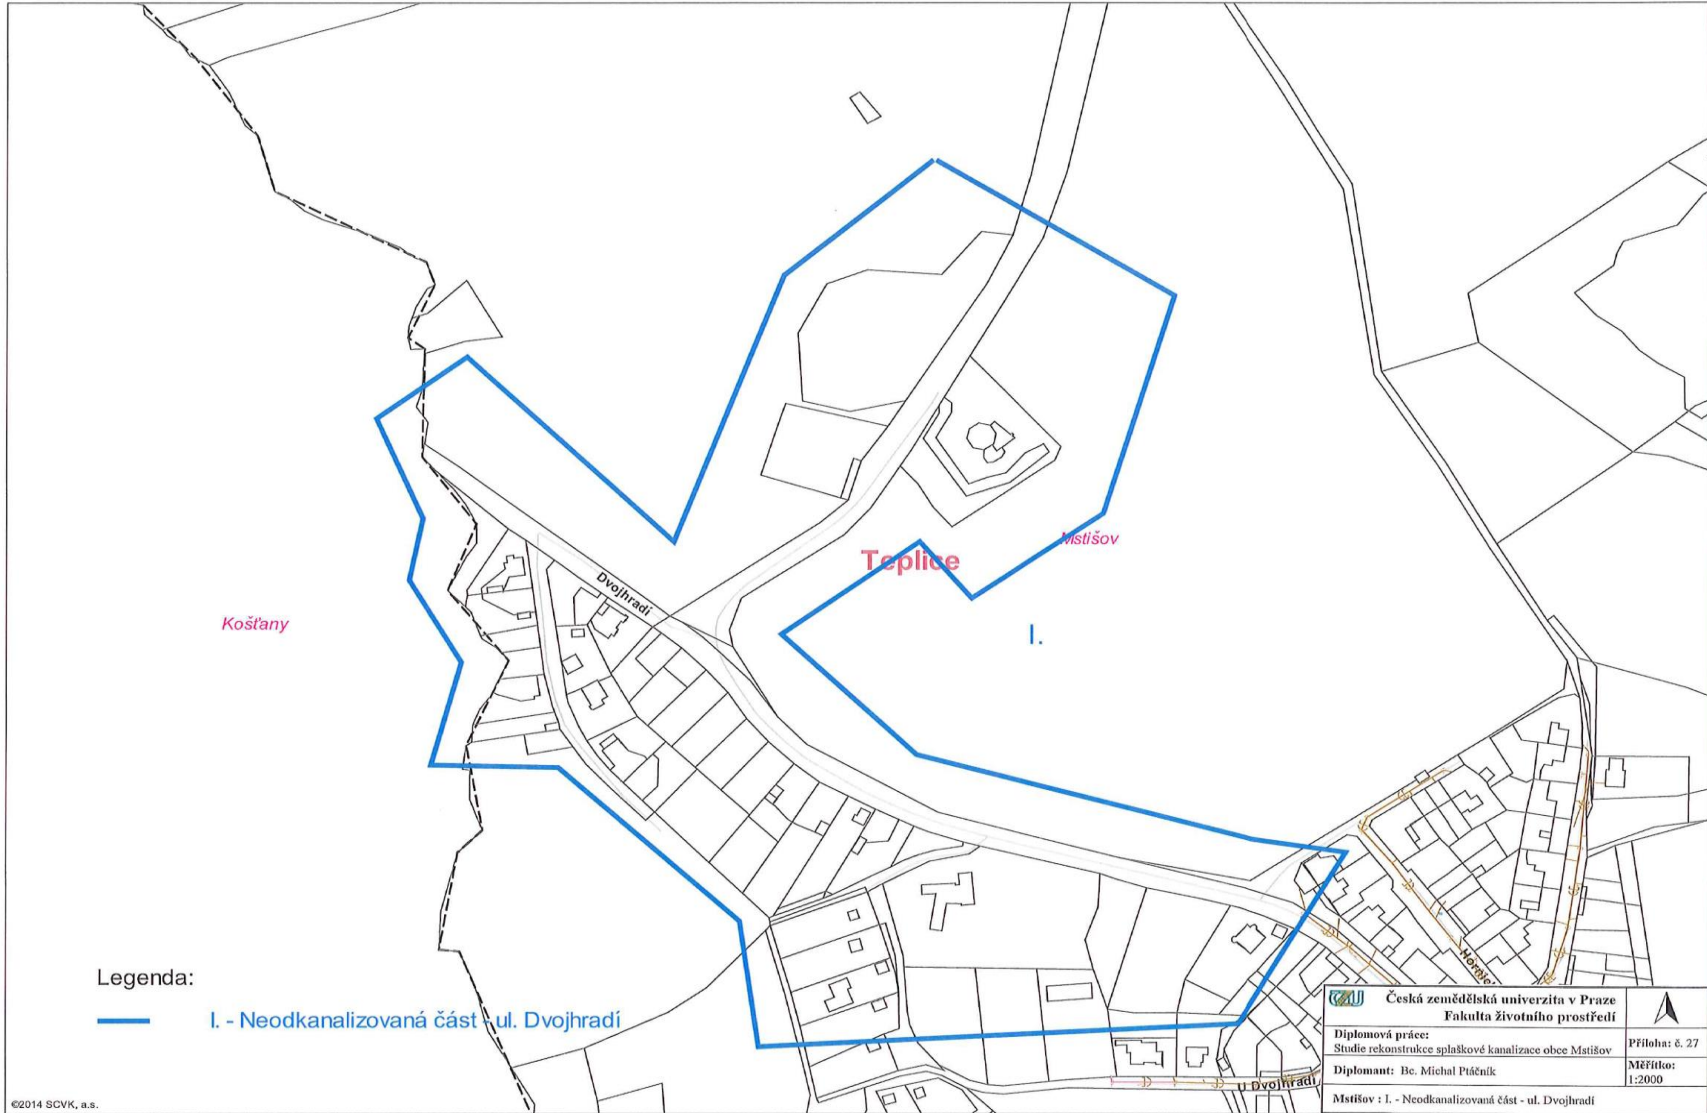 Teplice
Mstišov
Dvojhradí
Košťany
I.
Legenda:
I. - Neodkanalizovaná část - ul. Dvojhradí
U Dvojhradí
©2014 SCVK, a.s.
Česká zemědělská univerzita v Praze
Fakulta životního prostředí
Diplomová práce:
Studie rekonstrukce splaškové kanalizace obce Mstišov
Příloha: č. 27
Diplomant: Bc. Michal Ptáčník
Měřítko:
1:2000
Mstišov : I. - Neodkanalizovaná část - ul. Dvojhradí